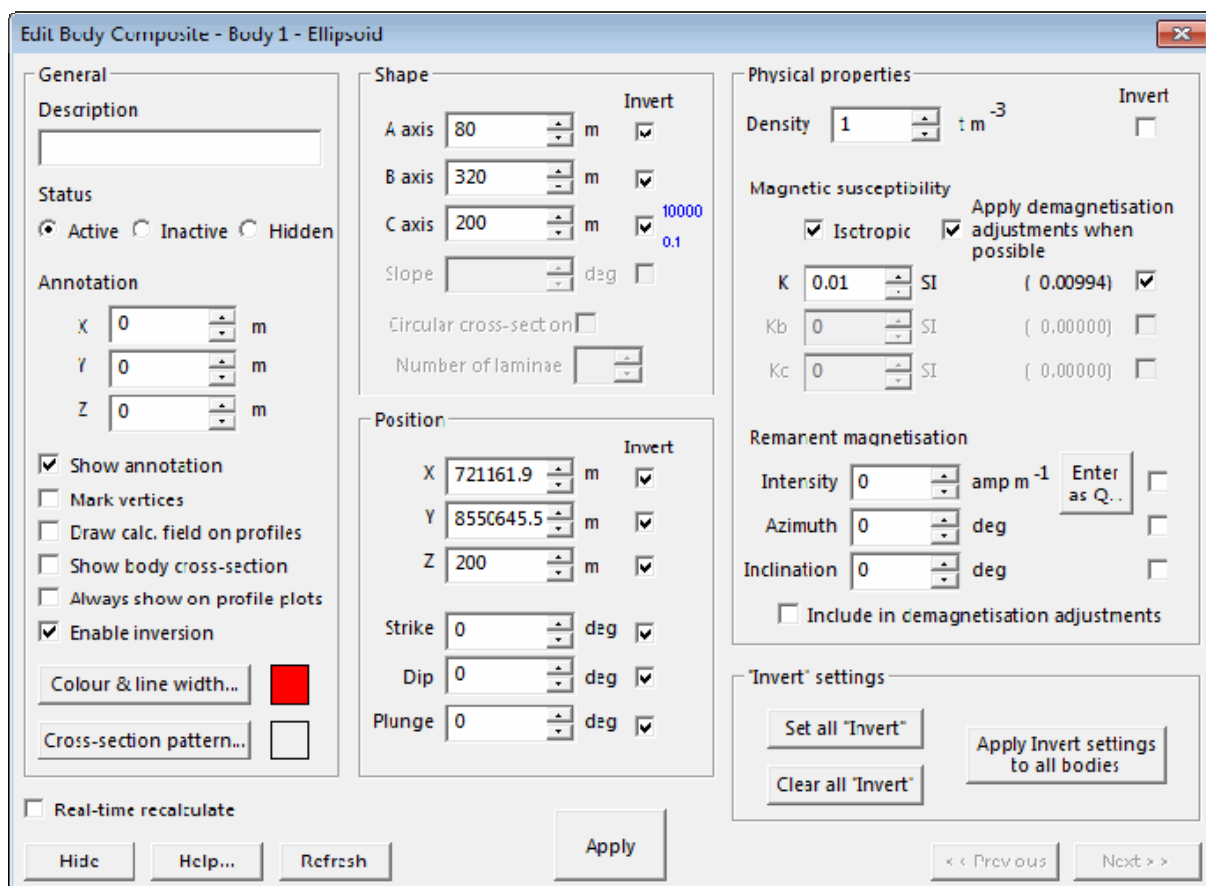 Edit Body Composite - Body 1 - Ellipsoid
General
Description
Status
Active Inactive Hidden
Annotation
X 0 m
Y 0 m
Z 0 m
Show annotation
Mark vertices
Draw calc. field on profiles
Show body cross-section
Always show on profile plots
Enable inversion
Colour & line width...
Cross-section pattern...
Shape
Invert
A axis 80 m
B axis 320 m
C axis 200 m
10000
0.1
Slope deg
Circular cross-section
Number of laminae
Position
Invert
X 721161.9 m
Y 8550645.5 m
Z 200 m
Strike 0 deg
Dip 0 deg
Plunge 0 deg
Physical properties
Invert
Density 1 t m -3
Magnetic susceptibility
Isotropic
Apply demagnetisation
adjustments when
possible
K 0.01 SI ( 0.00994)
Kb 0 SI ( 0.00000)
Kc 0 SI ( 0.00000)
Remanent magnetisation
Intensity 0 amp m -1
Enter
as Q..
Azimuth 0 deg
Inclination 0 deg
Include in demagnetisation adjustments
"Invert" settings
Set all "Invert"
Clear all "Invert"
Apply Invert settings
to all bodies
Real-time recalculate
Hide
Help...
Refresh
Apply
< < Previous
Next > >